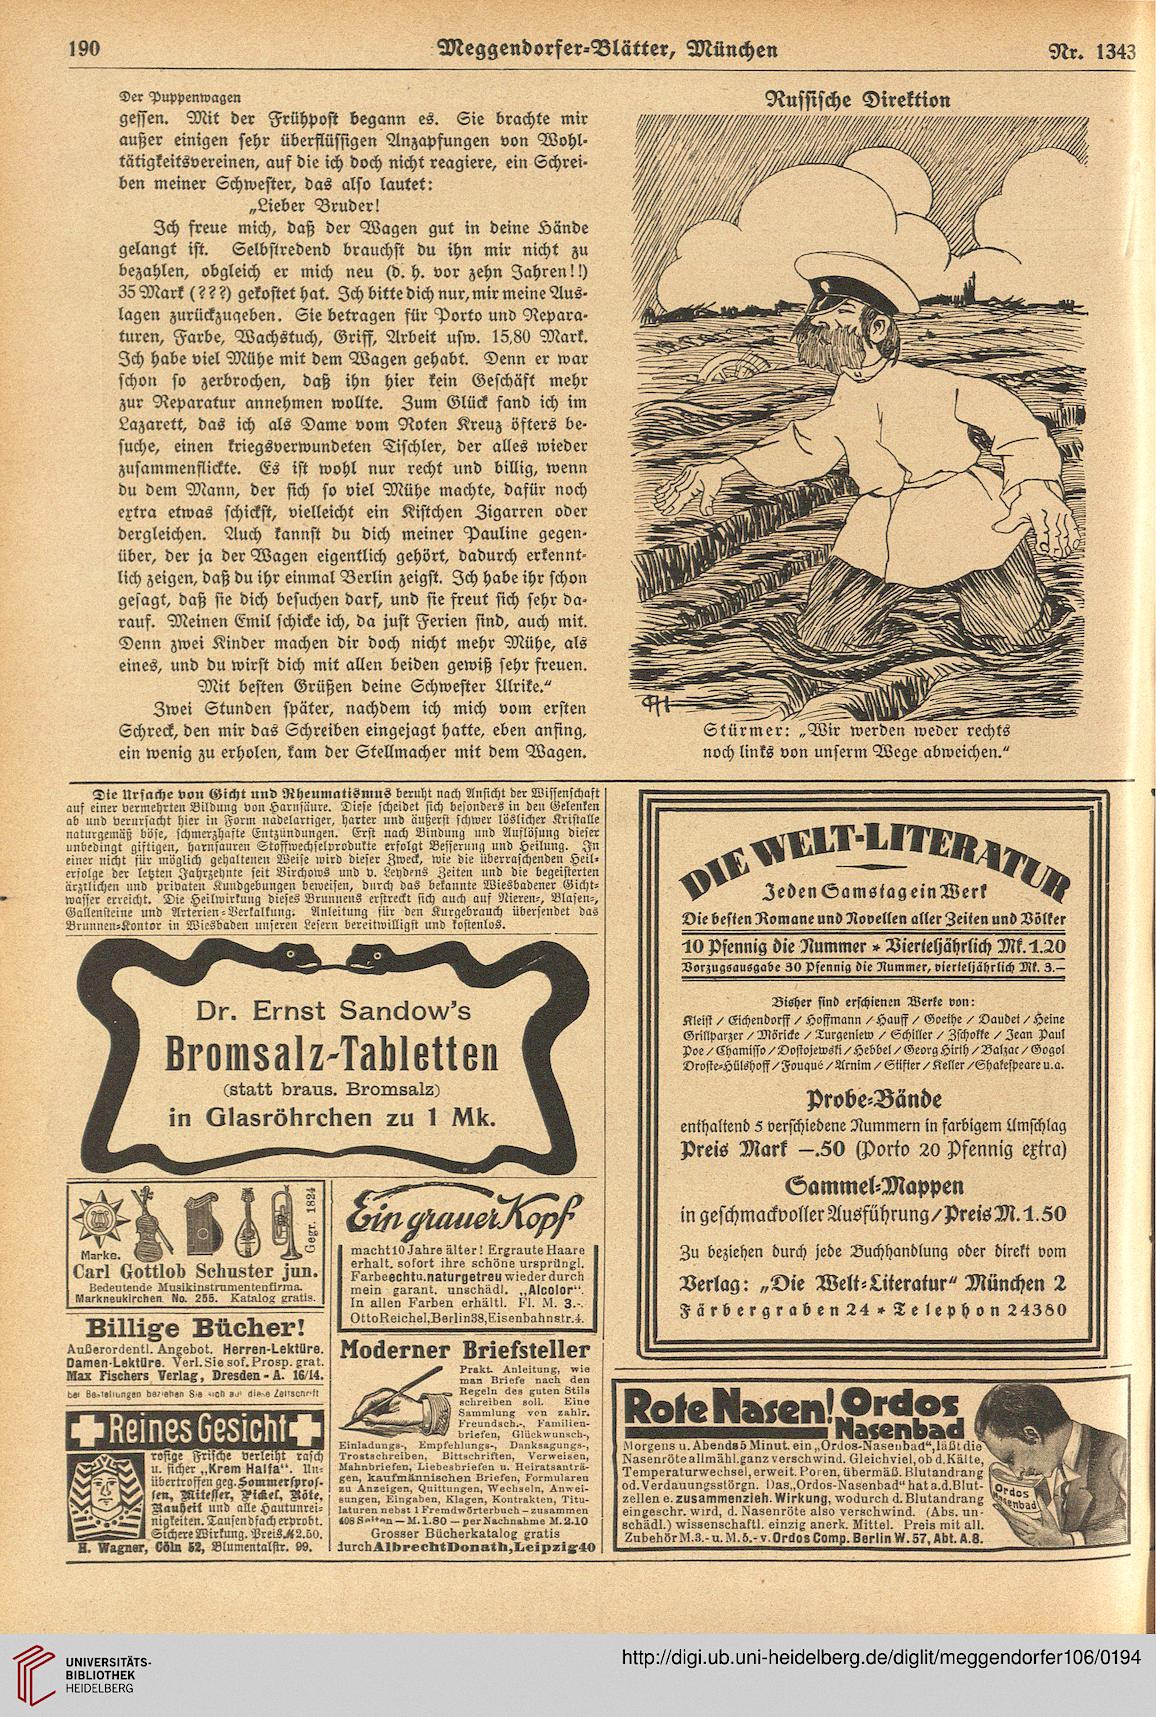 190
Meggendorfer-Blätter, München
Nr. 1343
Der Puppenwagen
gessen. Mit der Frühpost begann es. Sie brachte mir
außer einigen sehr überflüssigen Anzapfungen von Wohl-
tätigkeitsvereinen, auf die ich doch nicht reagiere, ein Schrei-
ben meiner Schwester, das also lautet:
„Lieber Bruder!
Ich freue mich, daß der Wagen gut in deine Hände
gelangt ist. Selbstredend brauchst du ihn mir nicht zu
bezahlen, obgleich er mich neu (d. h. vor zehn Jahren!!)
35 Mark (???) gekostet hat. Ich bitte dich nur, mir meine Aus-
lagen zurückzugeben. Sie betragen für Porto und Repara-
turen, Farbe, Wachstuch, Griff, Arbeit usw. 15,80 Mark.
Ich habe viel Mühe mit dem Wagen gehabt. Denn er war
schon so zerbrochen, daß ihn hier kein Geschäft mehr
zur Reparatur annehmen wollte. Zum Glück fand ich im
Lazarett, das ich als Dame vom Roten Kreuz öfters be-
suche, einen kriegsverwundeten Tischler, der alles wieder
zusammenflickte. Es ist wohl nur recht und billig, wenn
du dem Mann, der sich so viel Mühe machte, dafür noch
extra etwas schickst, vielleicht ein Kistchen Zigarren oder
dergleichen. Auch kannst du dich meiner Pauline gegen-
über, der ja der Wagen eigentlich gehört, dadurch erkennt-
lich zeigen, daß du ihr einmal Berlin zeigst. Ich habe ihr schon
gesagt, daß sie dich besuchen darf, und sie freut sich sehr da-
rauf. Meinen Emil schicke ich, da just Ferien sind, auch mit.
Denn zwei Kinder machen dir doch nicht mehr Mühe, als
eines, und du wirst dich mit allen beiden gewiß sehr freuen.
Mit besten Grüßen deine Schwester Ulrike.“
Zwei Stunden später, nachdem ich mich vom ersten
Schreck, den mir das Schreiben eingejagt hatte, eben anfing,
ein wenig zu erholen, kam der Stellmacher mit dem Wagen.
Russische Direktion
Stürmer: „Wir werden weder rechts
noch links von unserm Wege abweichen.“
Die Ursache von Gicht und Rheumatismus beruht nach Ansicht der Wissenschaft
auf einer vermehrten Bildung von Harnsäure. Diese scheidet sich besonders in den Gelenken
ab und verursacht hier in Form nadelartiger, harter und äußerst schwer löslicher Kristalle
naturgemäß böse, schmerzhafte Entzündungen. Erst nach Bindung und Auflösung dieser
unbedingt giftigen, harnsauren Stoffwechselprodukte erfolgt Besserung und Heilung. In
einer nicht für möglich gehaltenen Weise wird dieser Zweck, wie die überraschenden Heil-
erfolge der letzten Jahrzehnte seit Virchows und v. Leydens Zeiten und die begeisterten
ärztlichen und privaten Kundgebungen beweisen, durch das bekannte Wiesbadener Gicht-
wasser erreicht. Die Heilwirkung dieses Brunnens erstreckt sich auch auf Nieren-, Blasen-,
Gallensteine und Arterien-Verkalkung. Anleitung für den Kurgebrauch übersendet das
Brunnen-Kontor in Wiesbaden unseren Lesern bereitwilligst und kostenlos.
Dr. Ernst Sandow's
Bromsalz-Tabletten
(statt braus. Bromsalz)
in Glasröhrchen zu 1 Mk.
Marke.
Gegr. 1824
Carl Gottlob Schuster jun.
Bedeutende Musikinstrumentenfirma.
Markneukirchen No. 255. Katalog gratis.
Billige Bücher!
Außerordentl. Angebot. Herren-Lektüre.
Damen-Lektüre. Verl. Sie sof. Prosp. grat.
Max Fischers Verlag, Dresden-A. 16/14.
bei Bestellungen beziehen Sie sich auf diese Zeitschrift
Reines Gesicht
rosige Frische verleiht rasch
u. sicher „Krem Halfa“. Un-
übertroffen geg. Sommerspros-
sen, Mitesser, Pickel, Röte,
Rauheit und alle Hautunrei-
nigkeiten. Tausendfach erprobt.
Sichere Wirkung. Preis M 2.50.
H. Wagner, Cöln 52, Blumentalstr. 99.
Ein grauer Kopf
macht 10 Jahre älter! Ergraute Haare
erhalt. sofort ihre schöne ursprüngl.
Farbe echt u. naturgetreu wieder durch
mein garant. unschädl. „Alcolor“.
In allen Farben erhältl. Fl. M. 3.-.
Otto Reichel, Berlin 38, Eisenbahnstr. 4.
Moderner Briefsteller
Prakt. Anleitung, wie
man Briefe nach den
Regeln des guten Stils
schreiben soll. Eine
Sammlung von zahlr.
Freundsch-, Familien-
briefen, Glückwunsch-,
Einladungs-, Empfehlungs-, Danksagungs-,
Trostschreiben, Bittschriften, Verweisen,
Mahnbriefen, Liebesbriefen u. Heiratsanträ-
gen, kaufmännischen Briefen, Formularen
zu Anzeigen, Quittungen, Wechseln, Anwei-
sungen, Eingaben, Klagen, Kontrakten, Titu-
laturen nebst 1 Fremdwörterbuch - zusammen
408 Seiten — M. 1.80 — per Nachnahme M. 2.10
Grosser Bücherkatalog gratis
durch Albrecht Donath, Leipzig 40
DIE WELT-LITERATUR
Jeden Samstag ein Werk
Die besten Romane und Novellen aller Zeiten und Völker
10 Pfennig die Nummer * Vierteljährlich Mk. 1.20
Vorzugsausgabe 30 Pfennig die Nummer, vierteljährlich Mk. 3.—
Bisher sind erschienen Werke von:
Kleist / Eichendorff / Hoffmann / Hauff / Goethe / Daudet / Heine
Grillparzer / Möricke / Turgenjew / Schiller / Zschokke / Jean Paul
Poe / Chamisso / Dostojewski / Hebbel / Georg Hirth / Balzac / Gogol
Droste-Hülshoff / Fouqué / Arnim / Stifter / Keller / Shakespeare u. a.
Probe-Bände
enthaltend 5 verschiedene Nummern in farbigem Umschlag
Preis Mark —.50 (Porto 20 Pfennig extra)
Sammel-Mappen
in geschmackvoller Ausführung / Preis M. 1.50
Zu beziehen durch jede Buchhandlung oder direkt vom
Verlag: „Die Welt-Literatur“ München 2
Färbergraben 24 * Telephon 24380
Rote Nasen! Ordos
Nasenbad
Morgens u. Abends 5 Minut. ein „Ordos-Nasenbad“, läßt die
Nasenröte allmähl. ganz verschwind. Gleichviel, ob d. Kälte,
Temperaturwechsel, erweit. Poren, übermäß. Blutandrang
od. Verdauungsstörgn. Das „Ordos-Nasenbad“ hat a. d. Blut-
zellen e. zusammenzieh. Wirkung, wodurch d. Blutandrang
eingeschr. wird, d. Nasenröte also verschwind. (Abs. un-
schädl.) wissenschaftl. einzig anerk. Mittel. Preis mit all.
Zubehör M. 3.- u. M. 5.- v. Ordos Comp. Berlin W. 57, Abt. A. 8.
Ordos
Nasenbad
UNIVERSITÄTS-
BIBLIOTHEK
HEIDELBERG
http://digi.ub.uni-heidelberg.de/diglit/meggendorfer106/0194